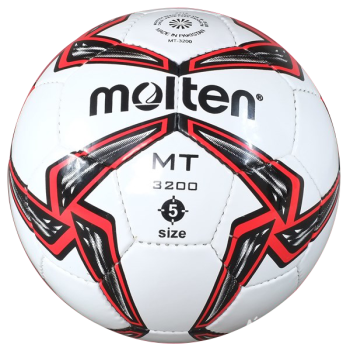 MADE IN PAKISTAN
MT-3200
molten®
MT
3200
5
size